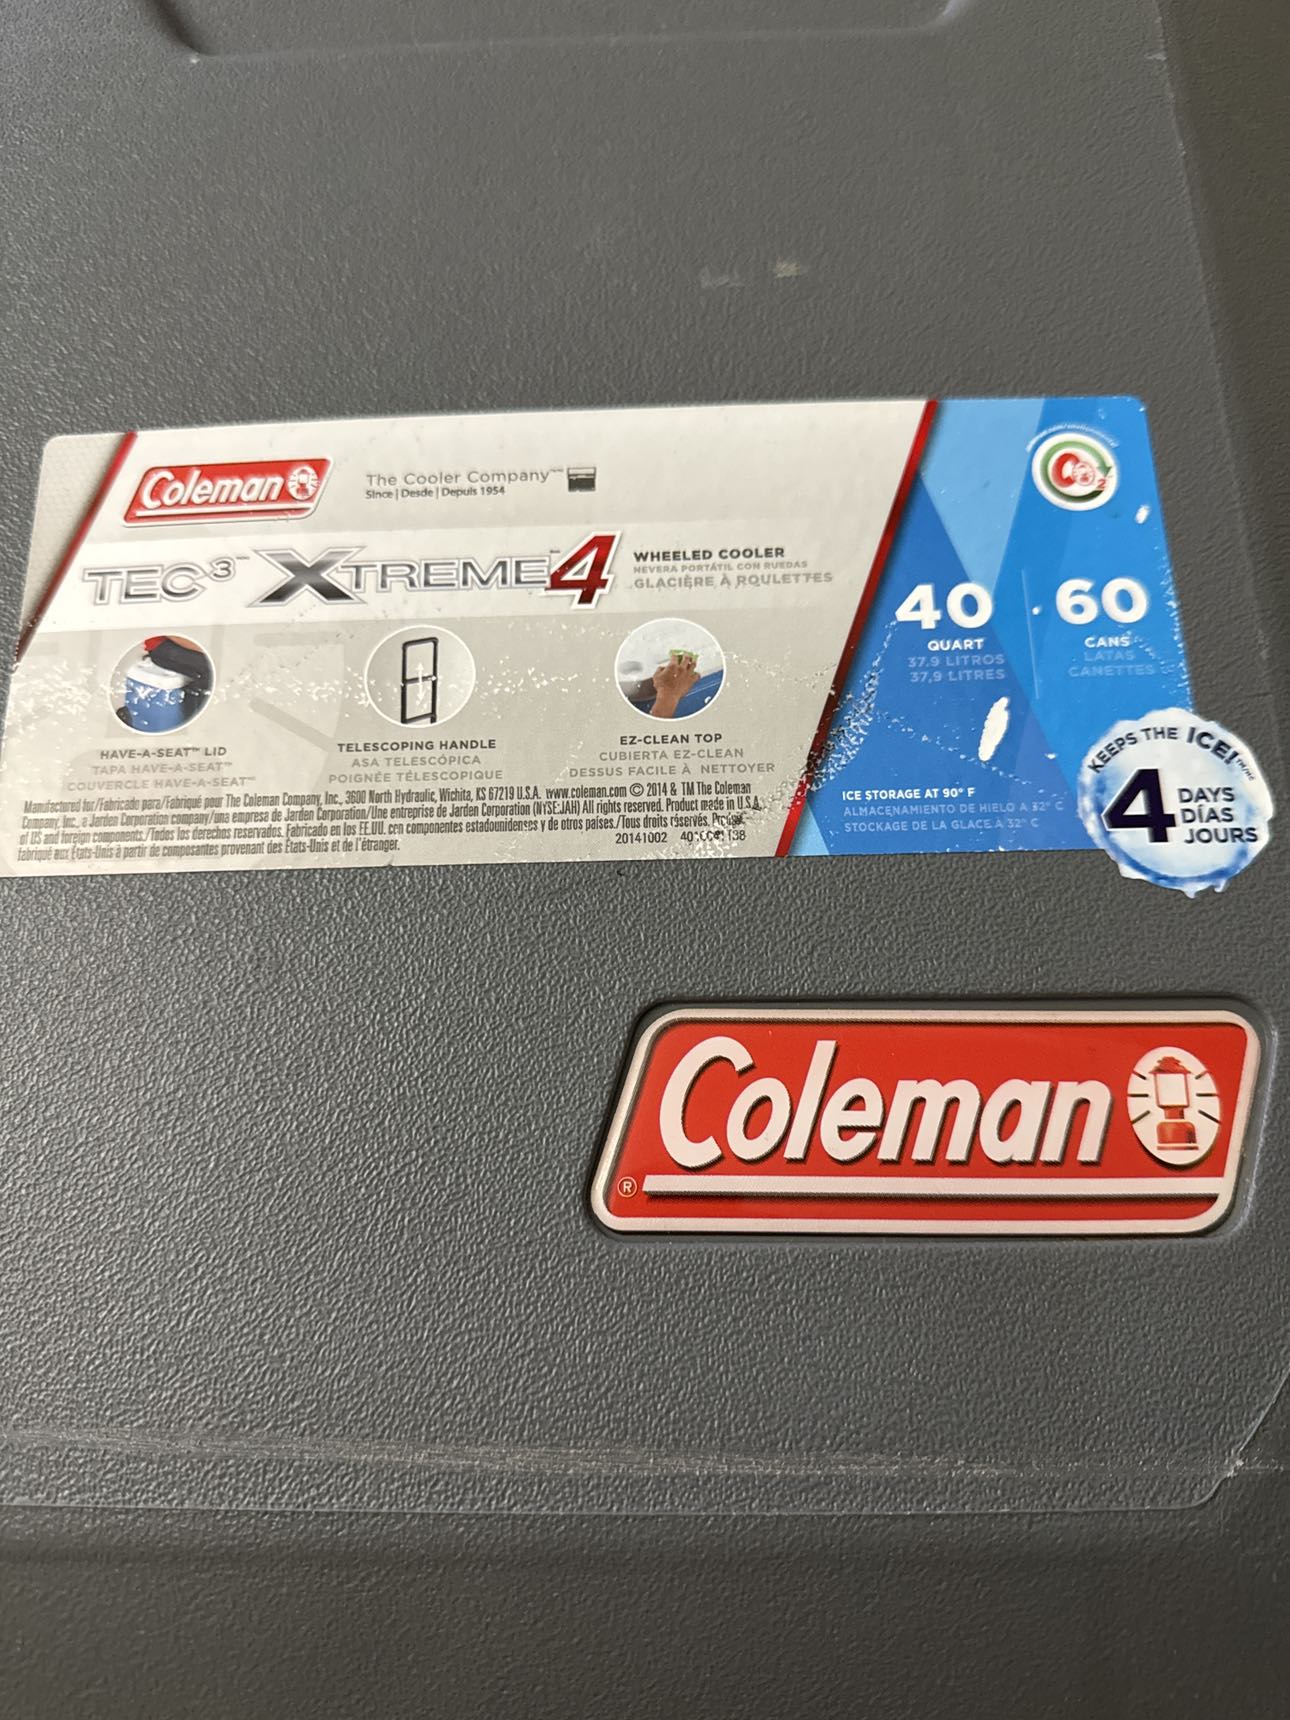 Coleman
The Cooler Company™
Since | Desde | Depuis 1954
TEC³™ XTREME™4
WHEELED COOLER
NEVERA PORTÁTIL CON RUEDAS
GLACIÈRE À ROULETTES
HAVE-A-SEAT™ LID
TAPA HAVE-A-SEAT™
COUVERCLE HAVE-A-SEAT™
TELESCOPING HANDLE
ASA TELESCÓPICA
POIGNÉE TÉLESCOPIQUE
EZ-CLEAN TOP
CUBIERTA EZ-CLEAN
DESSUS FACILE À NETTOYER
Manufactured for/Fabricado para/Fabriqué pour The Coleman Company, Inc., 3600 North Hydraulic, Wichita, KS 67219 U.S.A. www.coleman.com © 2014 & TM The Coleman
Company, Inc., a Jarden Corporation company/una empresa de Jarden Corporation/Une entreprise de Jarden Corporation (NYSE:JAH) All rights reserved. Product made in U.S.A.
of US and foreign components./Todos los derechos reservados. Fabricado en los EE.UU. con componentes estadounidenses y de otros países./Tous droits réservés.
fabriqué aux États-Unis à partir de composantes provenant des États-Unis et de l'étranger.
20141002
40
QUART
37.9 LITROS
37,9 LITRES
60
CANS
LATAS
CANETTES
ICE STORAGE AT 90° F
ALMACENAMIENTO DE HIELO A 32° C
STOCKAGE DE LA GLACE À 32° C
KEEPS THE ICE!
4 DAYS
DÍAS
JOURS
Coleman
®